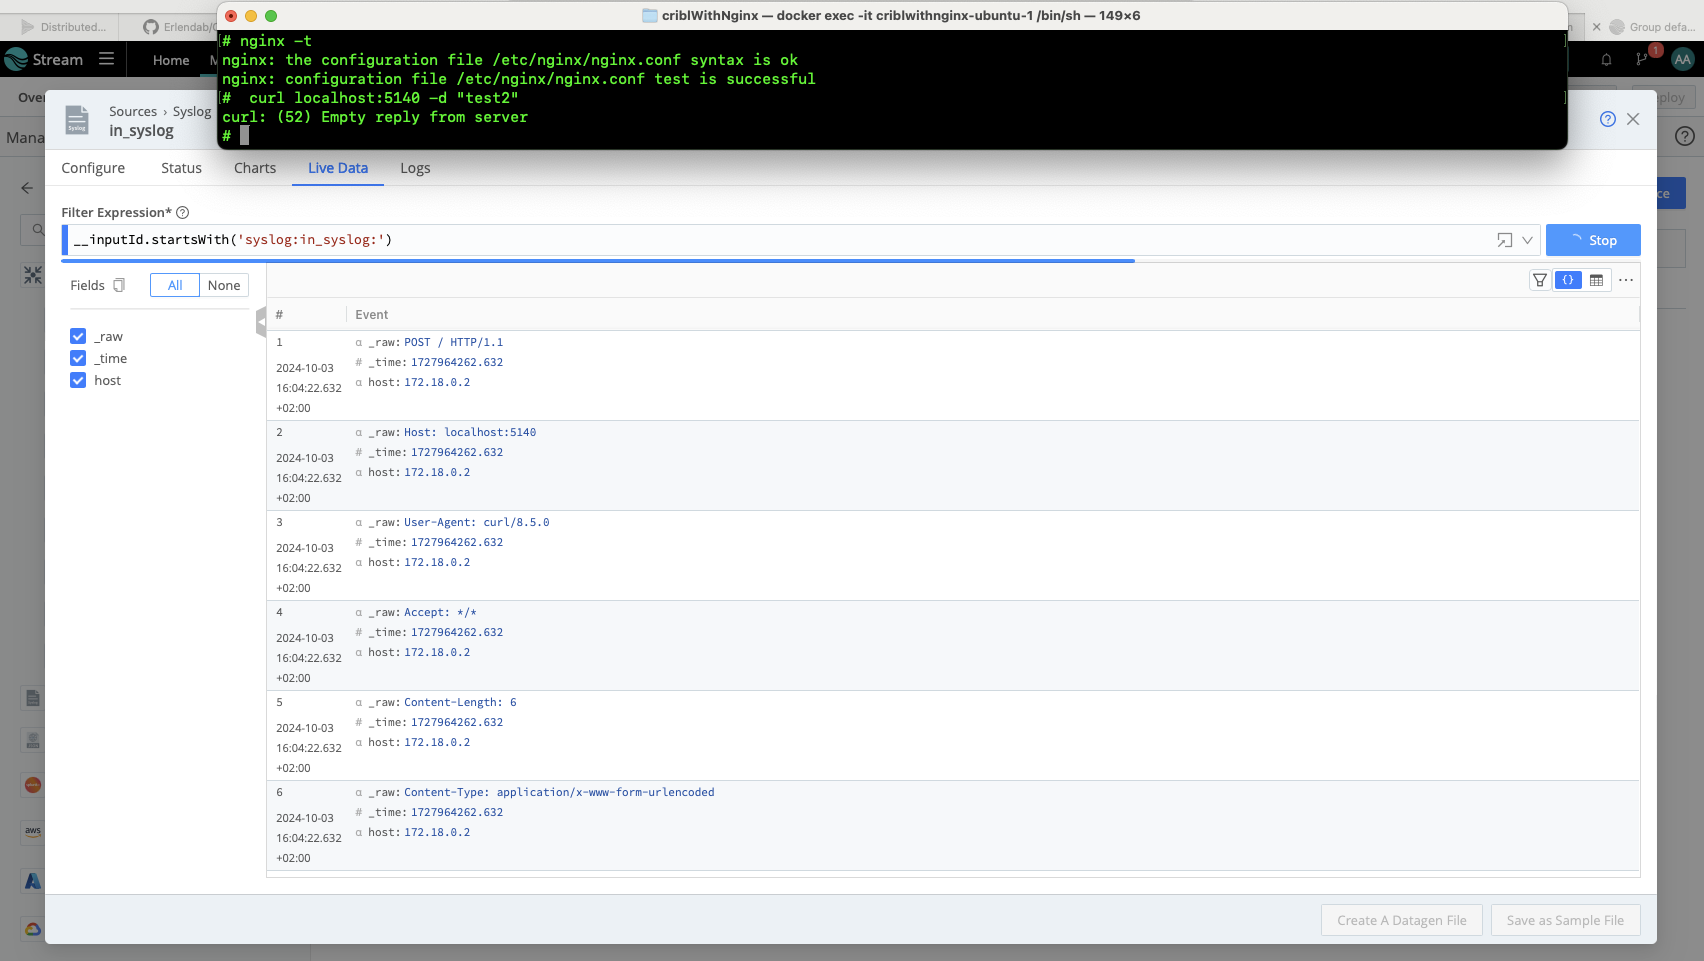 Distributed...
Erlendab/C
criblWithNginx — docker exec -it criblwithnginx-ubuntu-1 /bin/sh — 149×6
Group defa...
# nginx -t
nginx: the configuration file /etc/nginx/nginx.conf syntax is ok
nginx: configuration file /etc/nginx/nginx.conf test is successful
#  curl localhost:5140 -d "test2"
curl: (52) Empty reply from server
#
Stream
Home
M
1
AA
Over
ploy
Mana
ce
Syslog
Sources › Syslog
in_syslog
Configure
Status
Charts
Live Data
Logs
Filter Expression*
__inputId.startsWith('syslog:in_syslog:')
Stop
Fields
All
None
_raw
_time
host
# Event
1
2024-10-03
16:04:22.632
+02:00
α _raw: POST / HTTP/1.1
# _time: 1727964262.632
α host: 172.18.0.2
2
2024-10-03
16:04:22.632
+02:00
α _raw: Host: localhost:5140
# _time: 1727964262.632
α host: 172.18.0.2
3
2024-10-03
16:04:22.632
+02:00
α _raw: User-Agent: curl/8.5.0
# _time: 1727964262.632
α host: 172.18.0.2
4
2024-10-03
16:04:22.632
+02:00
α _raw: Accept: */*
# _time: 1727964262.632
α host: 172.18.0.2
5
2024-10-03
16:04:22.632
+02:00
α _raw: Content-Length: 6
# _time: 1727964262.632
α host: 172.18.0.2
6
2024-10-03
16:04:22.632
+02:00
α _raw: Content-Type: application/x-www-form-urlencoded
# _time: 1727964262.632
α host: 172.18.0.2
aws
Create A Datagen File
Save as Sample File